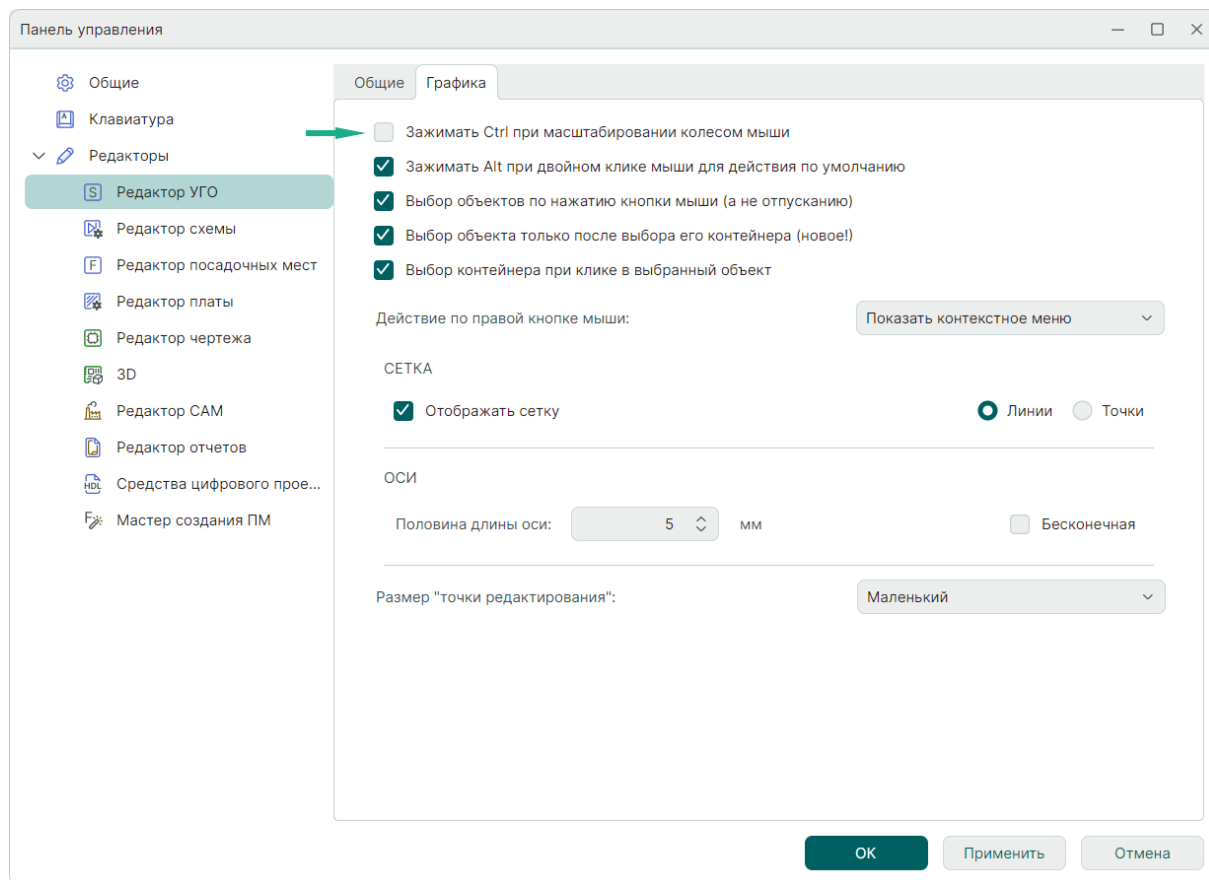 Панель управления
Общие
Клавиатура
Редакторы
Редактор УГО
Редактор схемы
Редактор посадочных мест
Редактор платы
Редактор чертежа
3D
Редактор CAM
Редактор отчетов
Средства цифрового прое...
Мастер создания ПМ
Общие Графика
Зажимать Ctrl при масштабировании колесом мыши
Зажимать Alt при двойном клике мыши для действия по умолчанию
Выбор объектов по нажатию кнопки мыши (а не отпусканию)
Выбор объекта только после выбора его контейнера (новое!)
Выбор контейнера при клике в выбранный объект
Действие по правой кнопке мыши: Показать контекстное меню
СЕТКА
Отображать сетку Линии Точки
ОСИ
Половина длины оси: 5 мм Бесконечная
Размер "точки редактирования": Маленький
ОК Применить Отмена